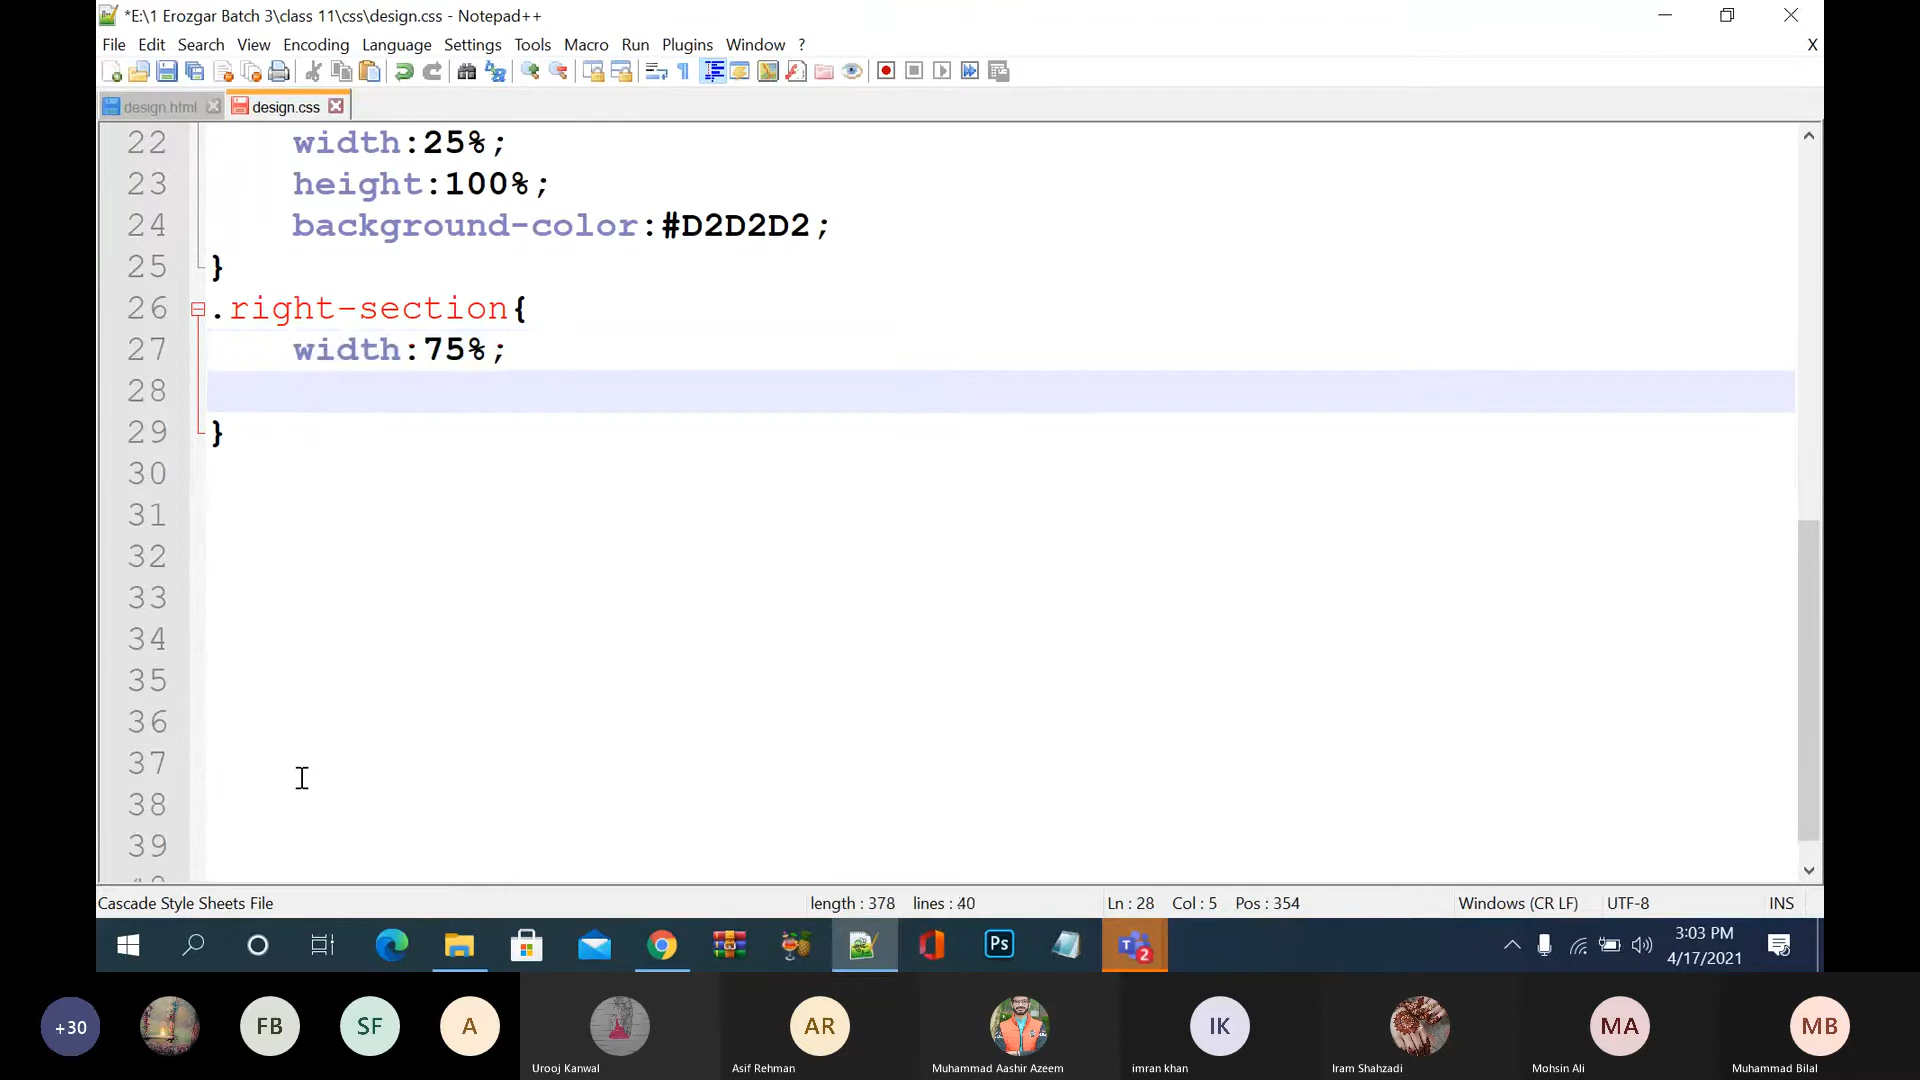 *E:\1 Erozgar Batch 3\class 11\css\design.css - Notepad++
File Edit Search View Encoding Language Settings Tools Macro Run Plugins Window ? X
design.html design.css
22 width:25%;
23 height:100%;
24 background-color:#D2D2D2;
25 }
26 .right-section{
27 width:75%;
28
29 }
30
31
32
33
34
35
36
37
38
39
Cascade Style Sheets File length : 378 lines : 40 Ln : 28 Col : 5 Pos : 354 Windows (CR LF) UTF-8 INS
Ps T 2 3:03 PM
4/17/2021
+30 FB SF A AR IK MA MB
Urooj Kanwal Asif Rehman Muhammad Aashir Azeem imran khan Iram Shahzadi Mohsin Ali Muhammad Bilal